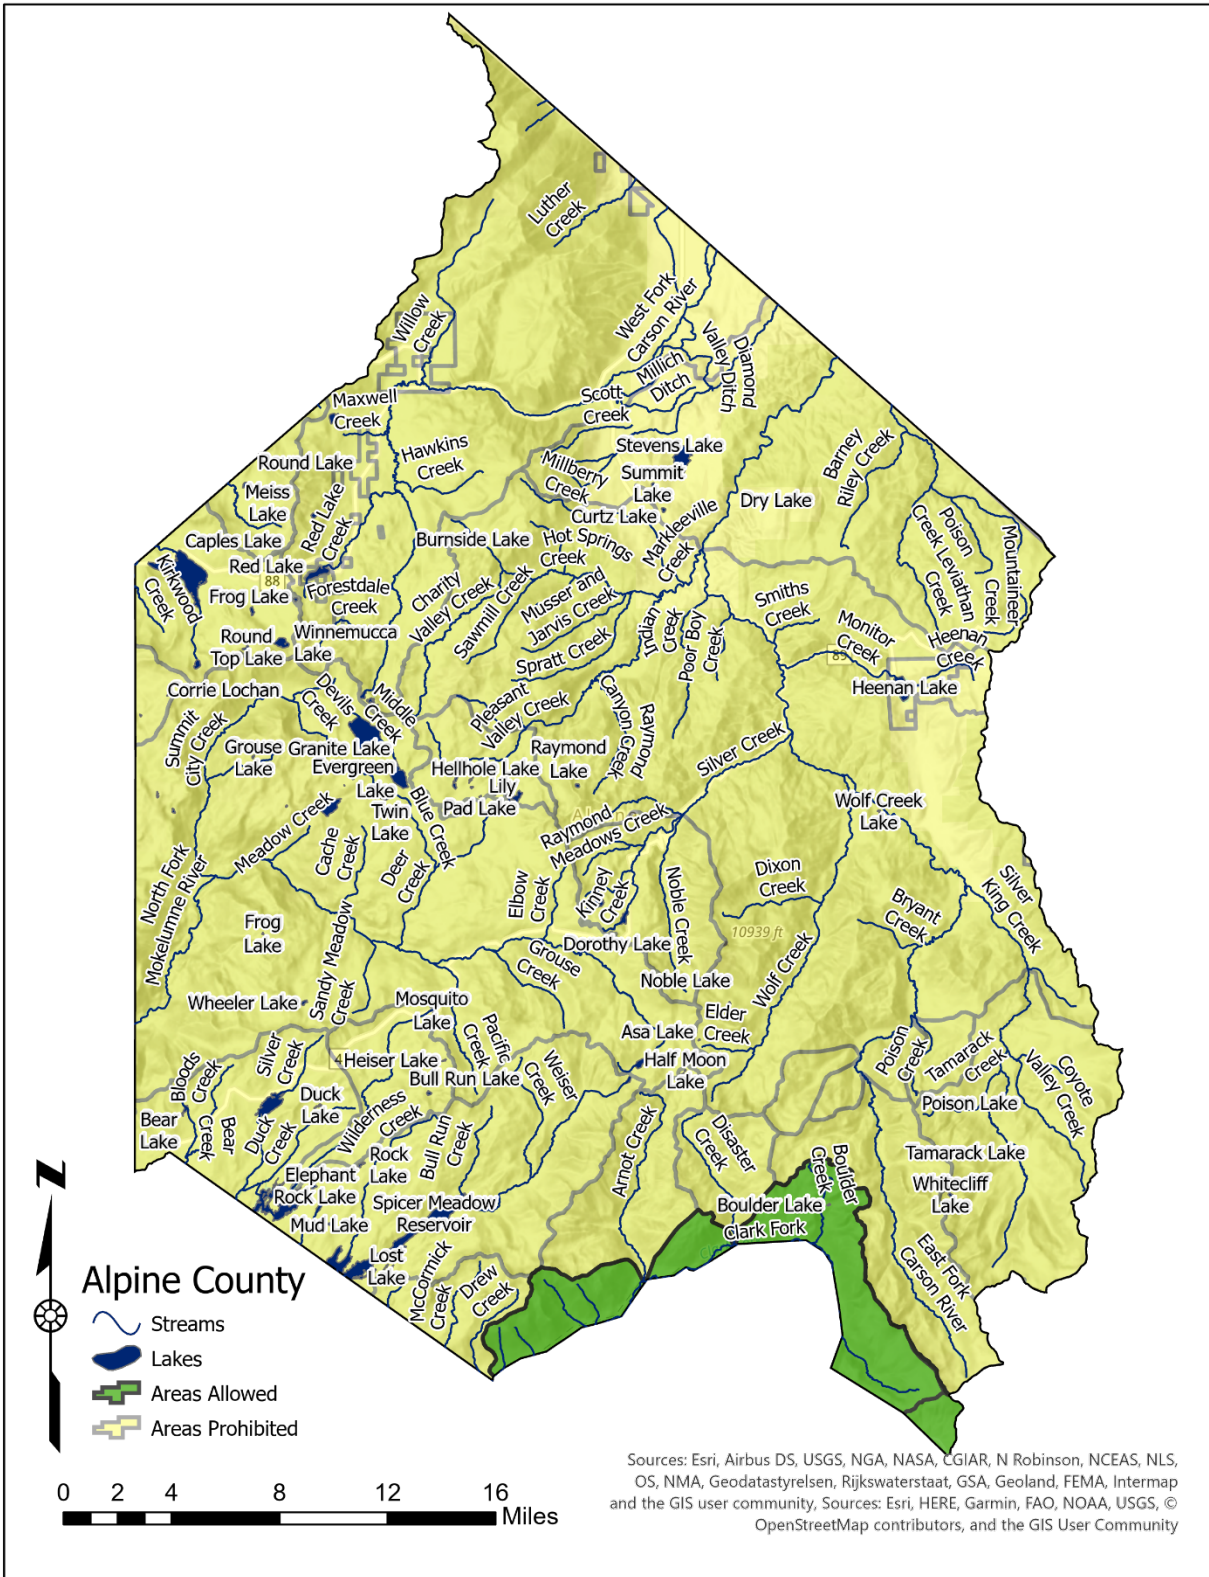 Luther
Creek
West Fork
Carson River
Willow
Creek
Millich
Ditch
Diamond
Valley Ditch
Scott
Creek
Maxwell
Creek
Hawkins
Creek
Stevens Lake
Barney
Riley Creek
Round Lake
Millberry
Creek
Summit
Lake
Meiss
Lake
Red Lake
Creek
Dry Lake
Curtz Lake
Markleeville
Creek
Poison
Creek
Mountaineer
Creek
Leviathan
Creek
Caples Lake
Burnside Lake
Hot Springs
Creek
Kirkwood
Creek
Red Lake
88
Forestdale
Creek
Frog Lake
Charity
Valley Creek
Sawmill Creek
Musser and
Jarvis Creek
Smiths
Creek
Indian
Creek
Poor Boy
Creek
Monitor
Creek
Heenan
Creek
89
Round
Top Lake
Winnemucca
Lake
Spratt Creek
Heenan Lake
Corrie Lochan
Devils
Creek
Middle
Creek
Pleasant
Valley Creek
Raymond
Canyon Creek
Summit
City Creek
Grouse
Lake
Granite Lake
Raymond
Lake
Silver Creek
Evergreen
Lake
Hellhole Lake
Lily
Pad Lake
Twin
Lake
Blue Creek
Wolf Creek
Lake
Meadow Creek
Raymond
Meadows Creek
Cache
Creek
Deer
Creek
North Fork
Mokelumne River
Elbow
Creek
Kinney
Creek
Noble Creek
Dixon
Creek
Silver
King Creek
Bryant
Creek
Frog
Lake
10939 ft
Dorothy Lake
Grouse
Creek
Sandy Meadow
Creek
Wolf Creek
Noble Lake
Wheeler Lake
Mosquito
Lake
Elder
Creek
Pacific
Creek
Asa Lake
Poison
Creek
Tamarack
Creek
Coyote
Valley Creek
Silver
Creek
4
Heiser Lake
Weiser
Creek
Half Moon
Lake
Bloods
Creek
Bull Run Lake
Duck
Lake
Poison Lake
Bear
Lake
Bear
Creek
Duck
Creek
Wilderness
Creek
Bull Run
Creek
Arnot Creek
Disaster
Creek
Boulder
Creek
Tamarack Lake
Rock
Lake
Elephant
Rock Lake
Whitecliff
Lake
Spicer Meadow
Reservoir
Boulder Lake
Mud Lake
Clark Fork
Lost
Lake
East Fork
Carson River
McCormick
Creek
Drew
Creek
Z
Alpine County
Streams
Lakes
Areas Allowed
Areas Prohibited
0 2 4 8 12 16
Miles
Sources: Esri, Airbus DS, USGS, NGA, NASA, CGIAR, N Robinson, NCEAS, NLS,
OS, NMA, Geodatastyrelsen, Rijkswaterstaat, GSA, Geoland, FEMA, Intermap
and the GIS user community, Sources: Esri, HERE, Garmin, FAO, NOAA, USGS, ©
OpenStreetMap contributors, and the GIS User Community